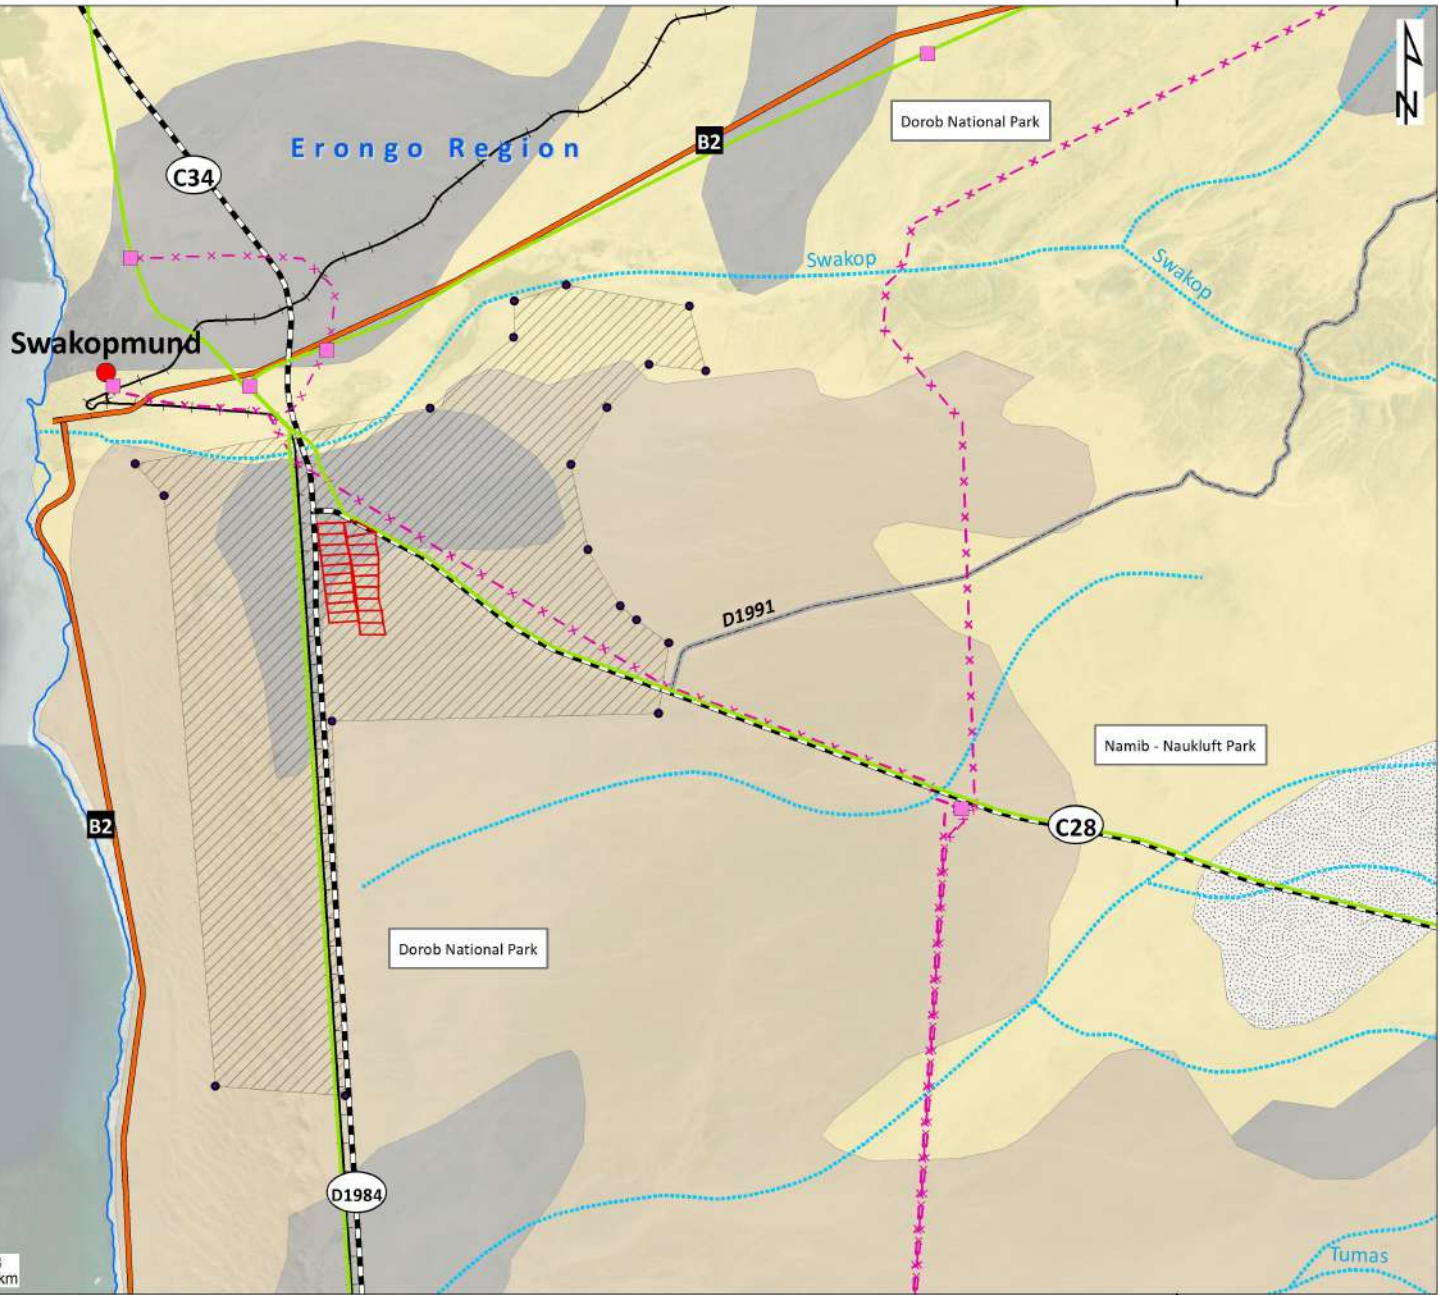 N
Dorob National Park
B2
Erongo Region
C34
Swakop
Swakop
Swakopmund
D1991
Namib - Naukluft Park
B2
C28
Dorob National Park
D1984
km
Tumas